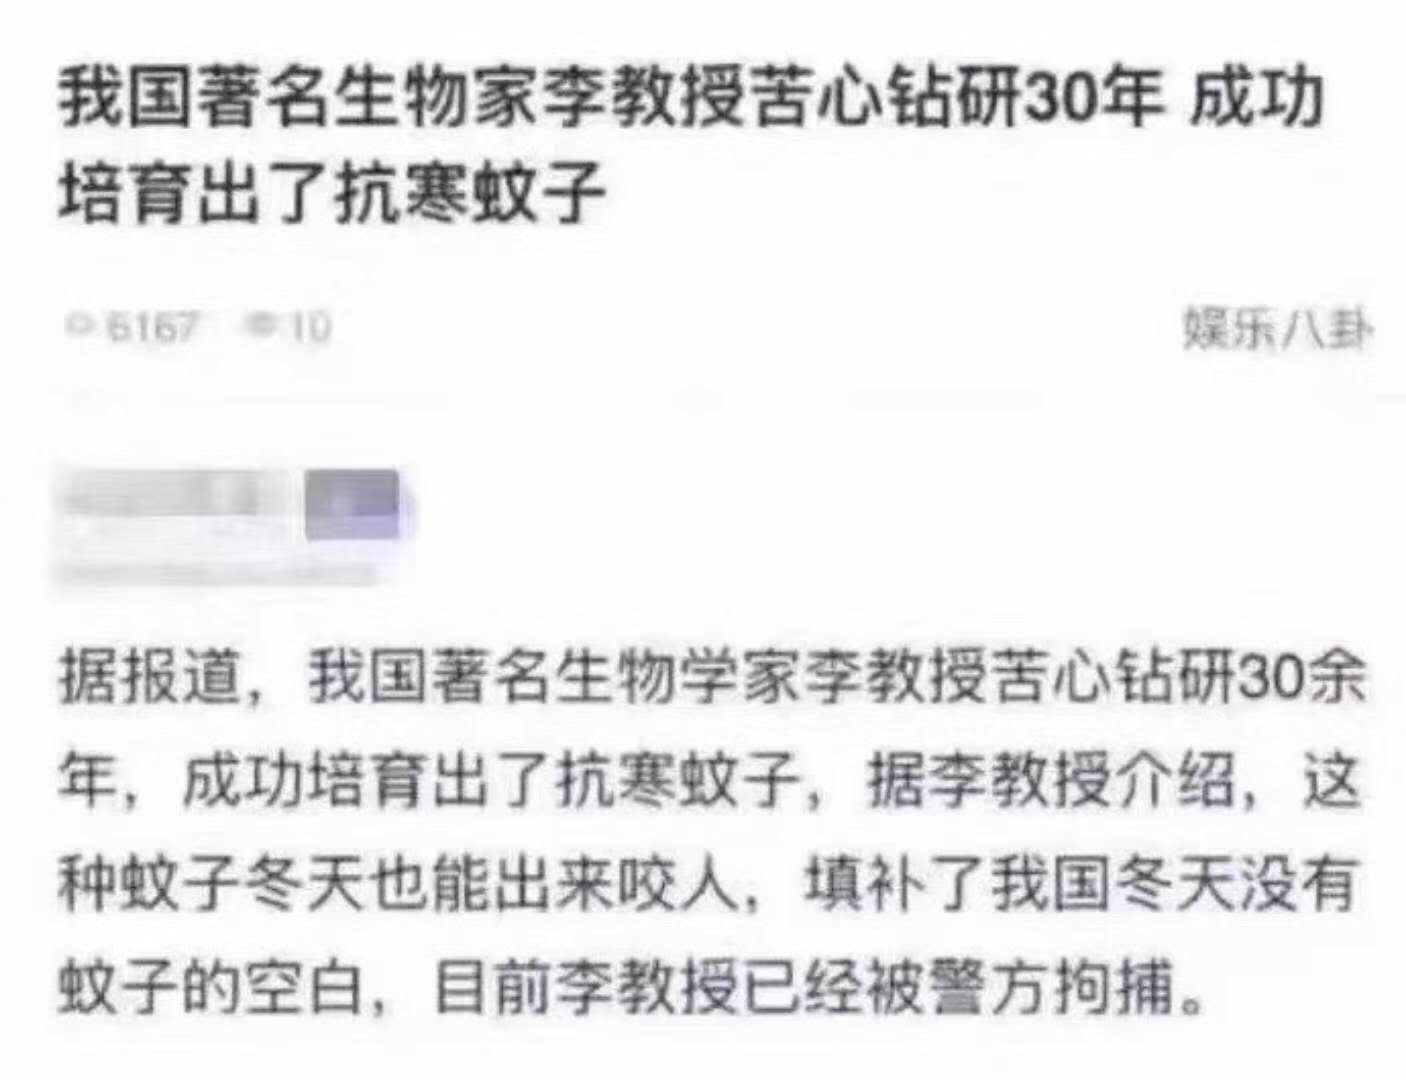 我国著名生物家李教授苦心钻研30年 成功
培育出了抗寒蚊子
6167 10
娱乐八卦
据报道，我国著名生物学家李教授苦心钻研30余
年，成功培育出了抗寒蚊子，据李教授介绍，这
种蚊子冬天也能出来咬人，填补了我国冬天没有
蚊子的空白，目前李教授已经被警方拘捕。